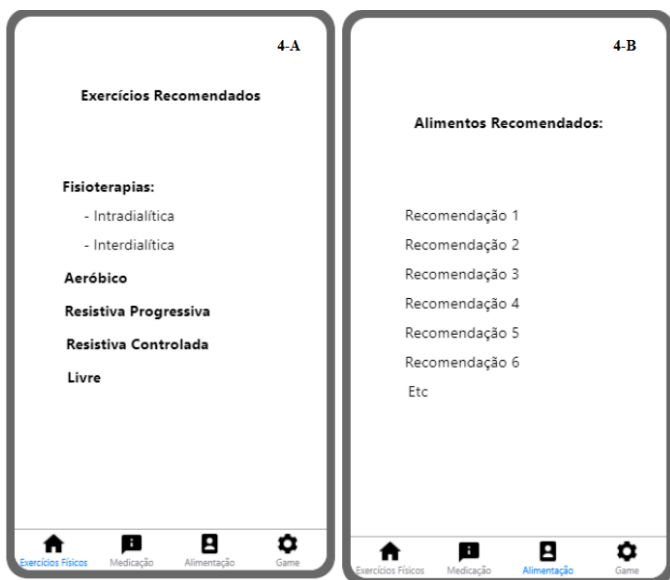 4-A
Exercícios Recomendados
Fisioterapias:
- Intradialítica
- Interdialítica
Aeróbico
Resistiva Progressiva
Resistiva Controlada
Livre
Exercícios Físicos Medicação Alimentação Game
4-B
Alimentos Recomendados:
Recomendação 1
Recomendação 2
Recomendação 3
Recomendação 4
Recomendação 5
Recomendação 6
Etc
Exercícios Físicos Medicação Alimentação Game